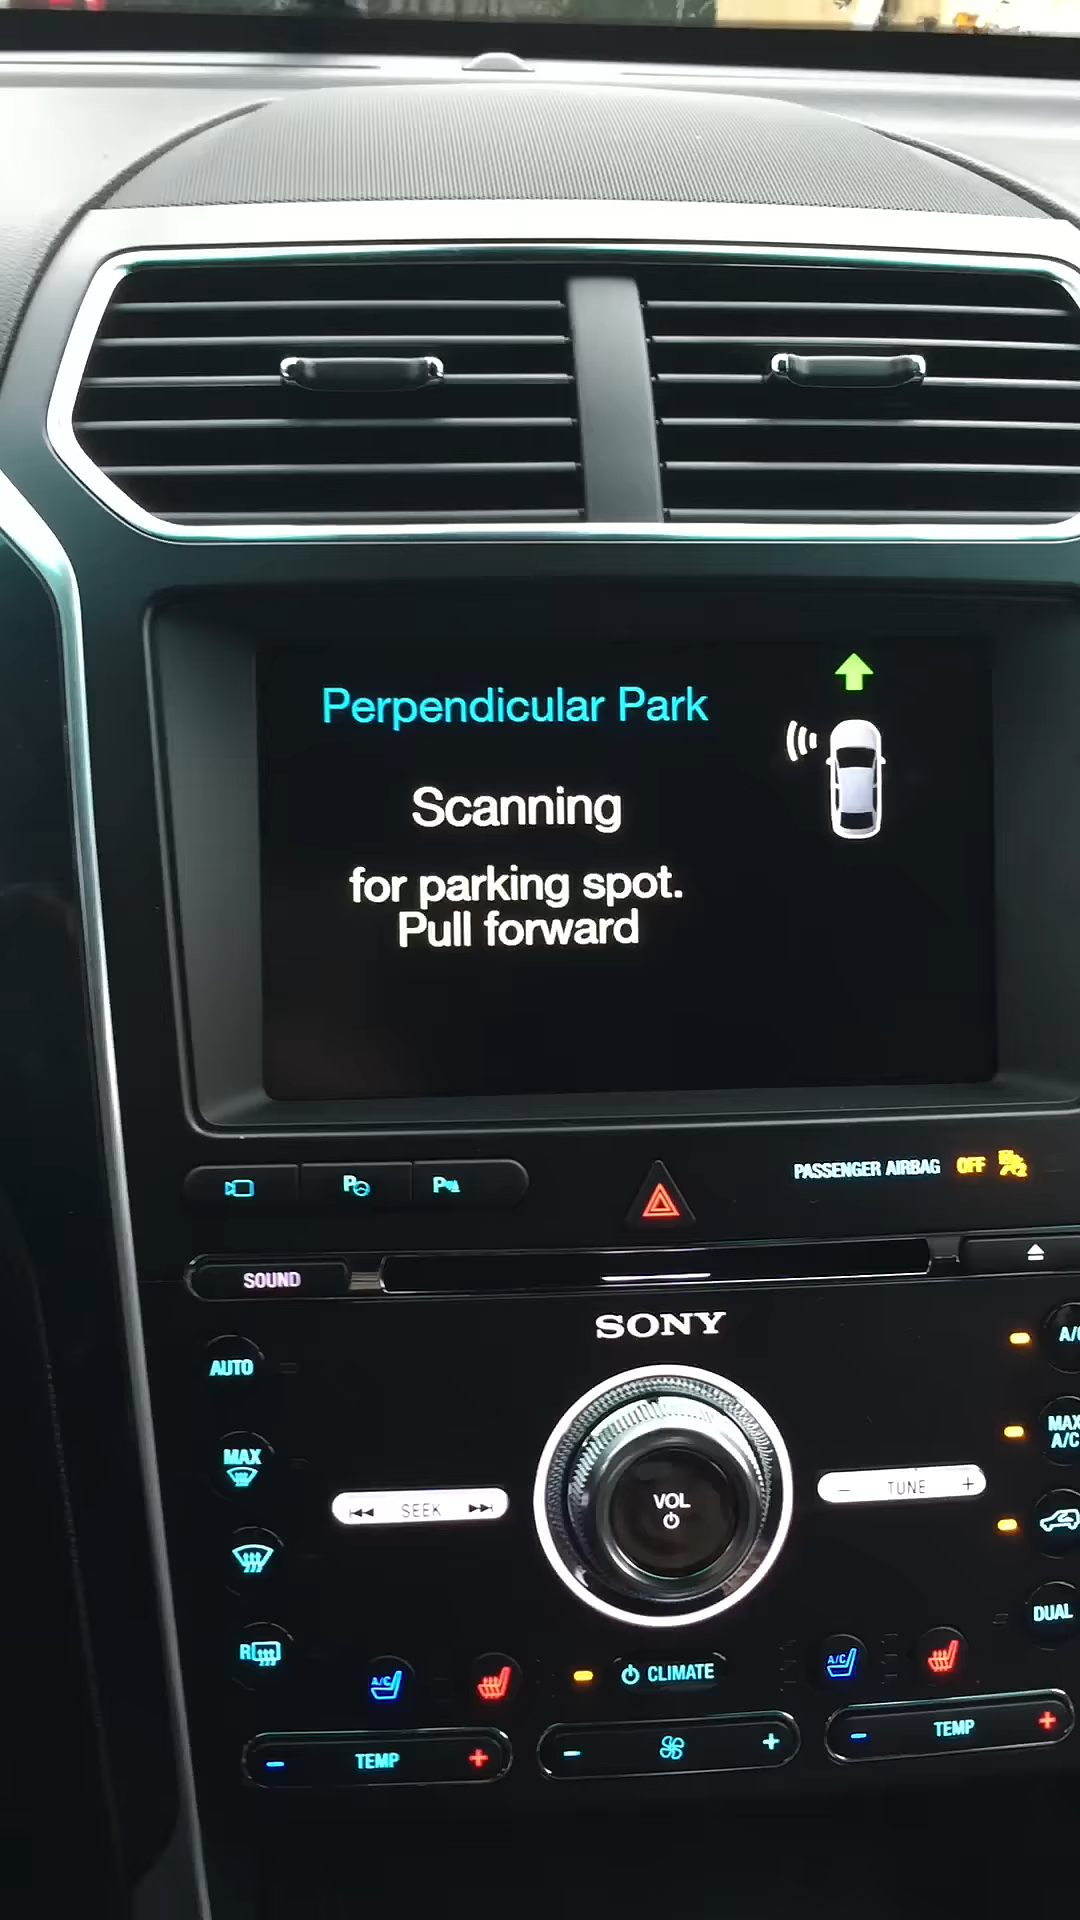 Perpendicular Park
Scanning
for parking spot.
Pull forward
PASSENGER AIRBAG OFF
SOUND
SONY
AUTO
A/C
MAX
MAX
A/C
SEEK
VOL
TUNE
DUAL
R
A/C
CLIMATE
A/C
TEMP
TEMP